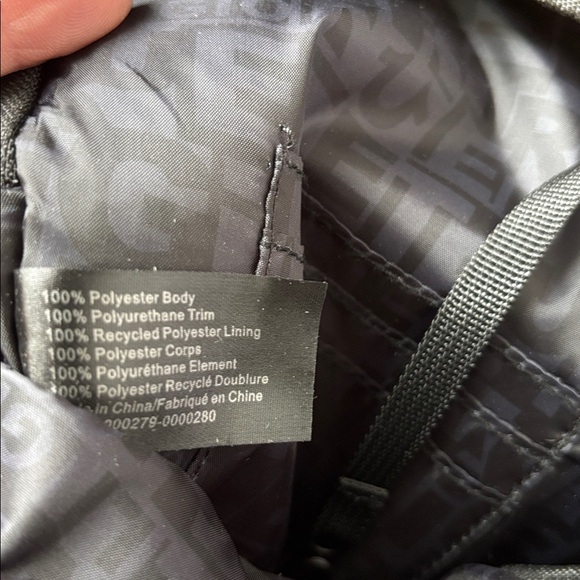 100% Polyester Body
100% Polyurethane Trim
100% Recycled Polyester Lining
100% Polyester Corps
100% Polyuréthane Element
100% Polyester Recyclé Doublure
in China/Fabriqué en Chine
000279-0000280